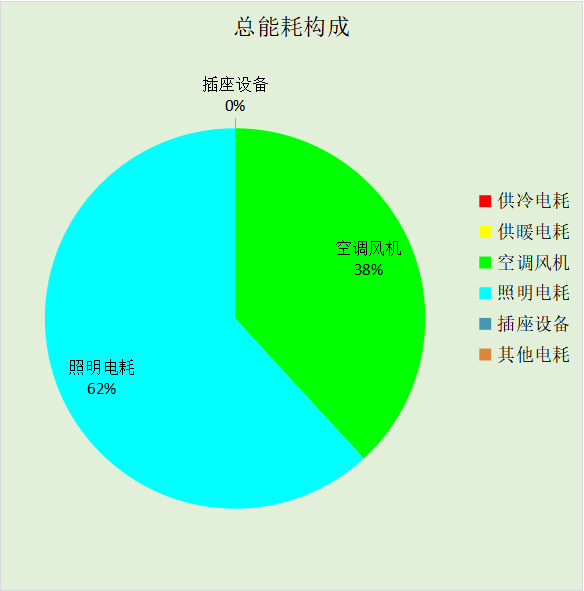 总能耗构成
插座设备
0%
空调风机
38%
照明电耗
62%
供冷电耗
供暖电耗
空调风机
照明电耗
插座设备
其他电耗